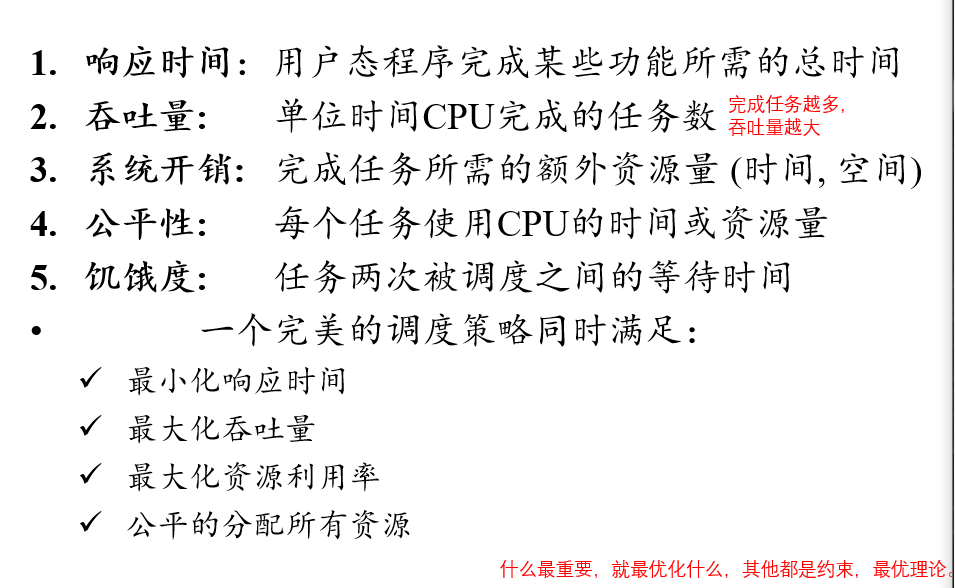 1. 响应时间：用户态程序完成某些功能所需的总时间
2. 吞吐量：单位时间CPU完成的任务数
完成任务越多，
吞吐量越大
3. 系统开销：完成任务所需的额外资源量 (时间, 空间)
4. 公平性：每个任务使用CPU的时间或资源量
5. 饥饿度：任务两次被调度之间的等待时间
• 一个完美的调度策略同时满足：
✓ 最小化响应时间
✓ 最大化吞吐量
✓ 最大化资源利用率
✓ 公平的分配所有资源
什么最重要，就最优化什么，其他都是约束，最优理论。